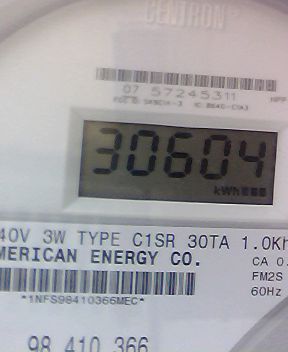 CENTRON®
07 57245311
30604
kWh
40V 3W TYPE C1SR 30TA 1.0Kh
MERICAN ENERGY CO.
CA 0.
FM2S
60Hz
*1NFS98410366MEC*
98 410 366